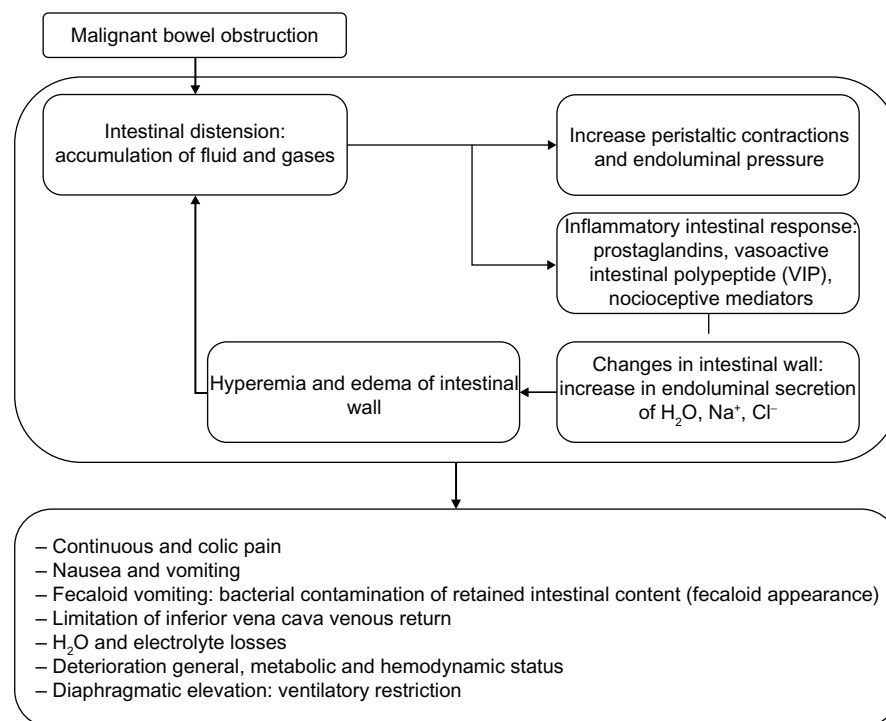 Malignant bowel obstruction
Intestinal distension:
accumulation of fluid and gases
Increase peristaltic contractions
and endoluminal pressure
Inflammatory intestinal response:
prostaglandins, vasoactive
intestinal polypeptide (VIP),
nocioceptive mediators
Changes in intestinal wall:
increase in endoluminal secretion
of H₂O, Na⁺, Cl⁻
Hyperemia and edema of intestinal
wall
– Continuous and colic pain
– Nausea and vomiting
– Fecaloid vomiting: bacterial contamination of retained intestinal content (fecaloid appearance)
– Limitation of inferior vena cava venous return
– H₂O and electrolyte losses
– Deterioration general, metabolic and hemodynamic status
– Diaphragmatic elevation: ventilatory restriction